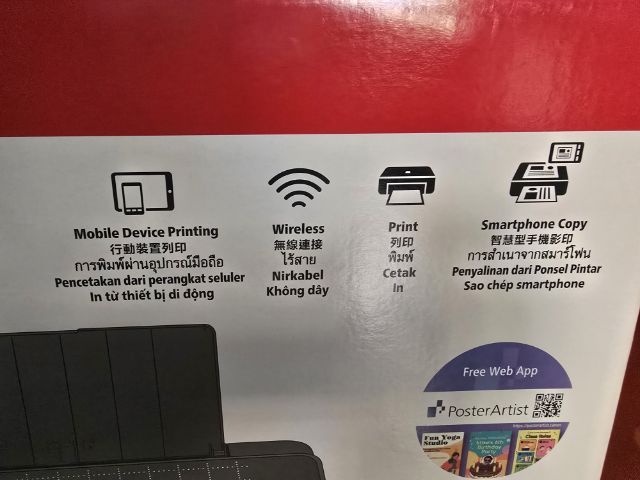 Mobile Device Printing
行動裝置列印
การพิมพ์ผ่านอุปกรณ์มือถือ
Pencetakan dari perangkat seluler
In từ thiết bị di động
Wireless
無線連接
ไร้สาย
Nirkabel
Không dây
Print
列印
พิมพ์
Cetak
In
Smartphone Copy
智慧型手機影印
การสำเนาจากสมาร์โฟน
Penyalinan dari Ponsel Pintar
Sao chép smartphone
Free Web App
PosterArtist
Fun Yoga
Studio
Birthday
Party
Class Rules